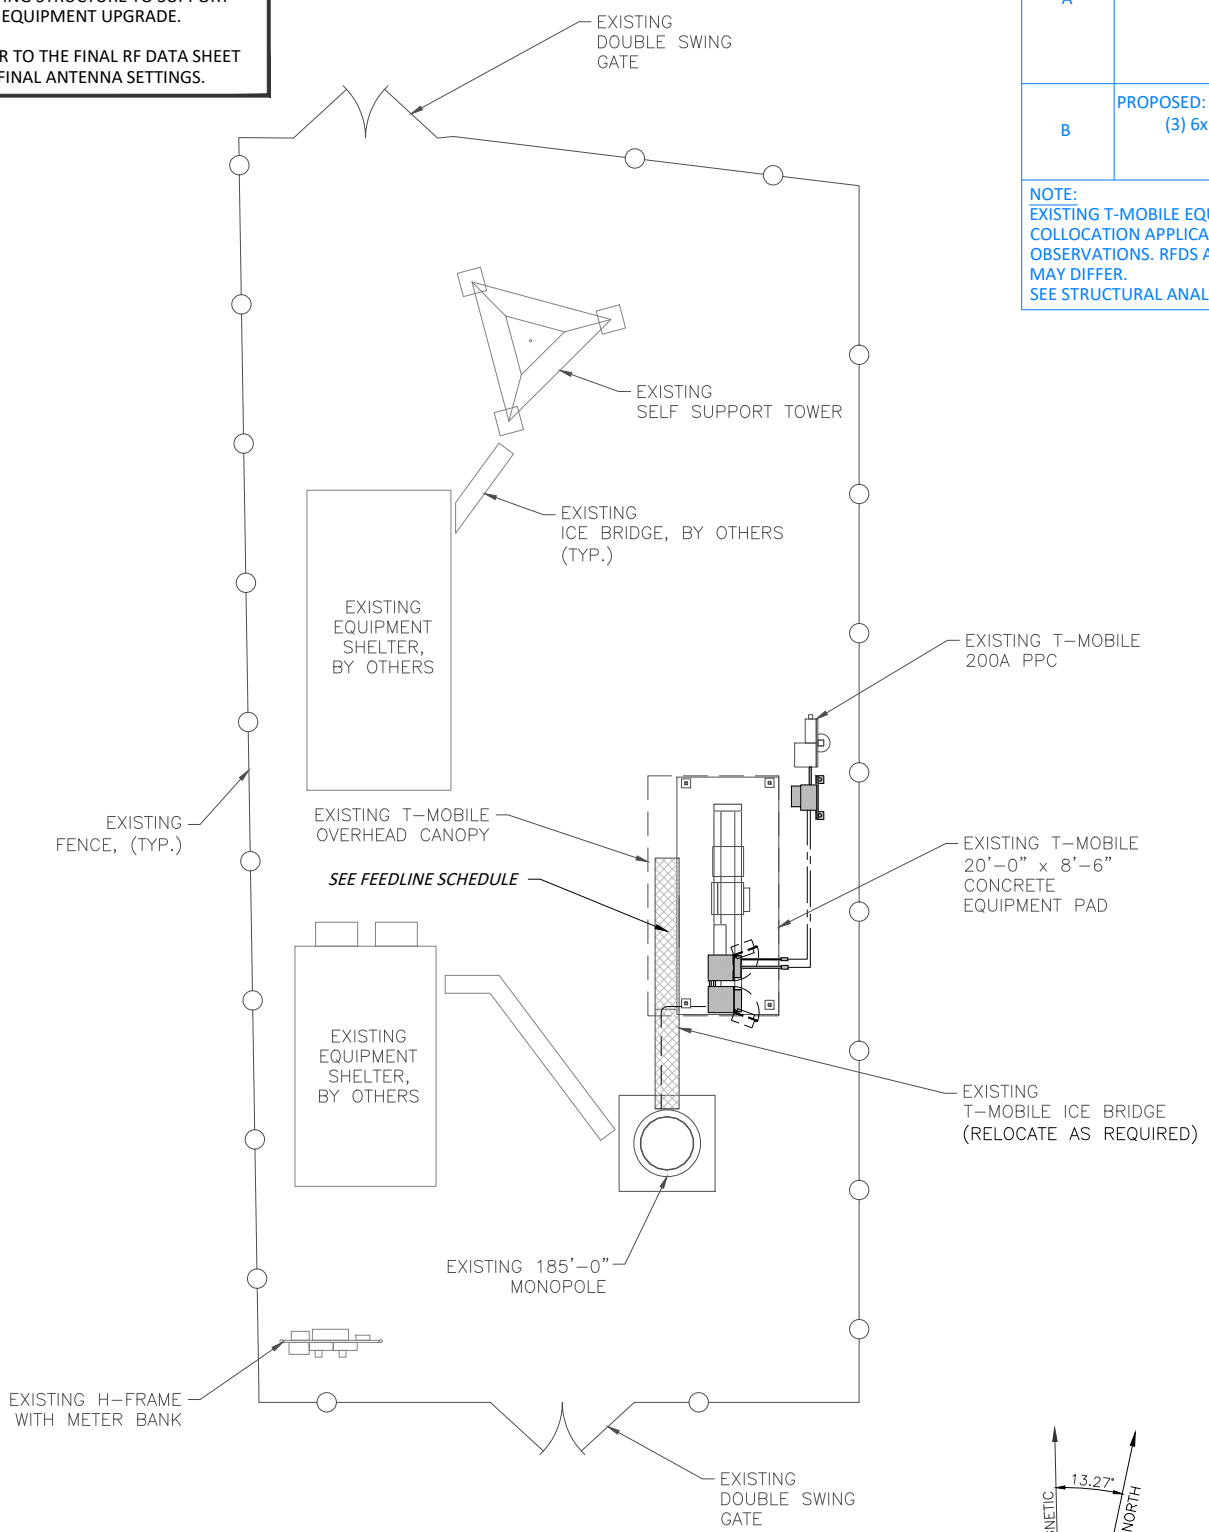 EQUIPMENT UPGRADE.
R TO THE FINAL RF DATA SHEET
FINAL ANTENNA SETTINGS.
EXISTING
DOUBLE SWING
GATE
A
B
PROPOSED:
(3) 6x
NOTE:
EXISTING T-MOBILE EQU
COLLOCATION APPLICA
OBSERVATIONS. RFDS A
MAY DIFFER.
SEE STRUCTURAL ANAL
EXISTING
SELF SUPPORT TOWER
EXISTING
ICE BRIDGE, BY OTHERS
(TYP.)
EXISTING
EQUIPMENT
SHELTER,
BY OTHERS
EXISTING T-MOBILE
200A PPC
EXISTING
FENCE, (TYP.)
EXISTING T-MOBILE
OVERHEAD CANOPY
SEE FEEDLINE SCHEDULE
EXISTING T-MOBILE
20'-0" x 8'-6"
CONCRETE
EQUIPMENT PAD
EXISTING
EQUIPMENT
SHELTER,
BY OTHERS
EXISTING
T-MOBILE ICE BRIDGE
(RELOCATE AS REQUIRED)
EXISTING 185'-0"
MONOPOLE
EXISTING H-FRAME
WITH METER BANK
EXISTING
DOUBLE SWING
GATE
13.27°
GNETIC
NORTH